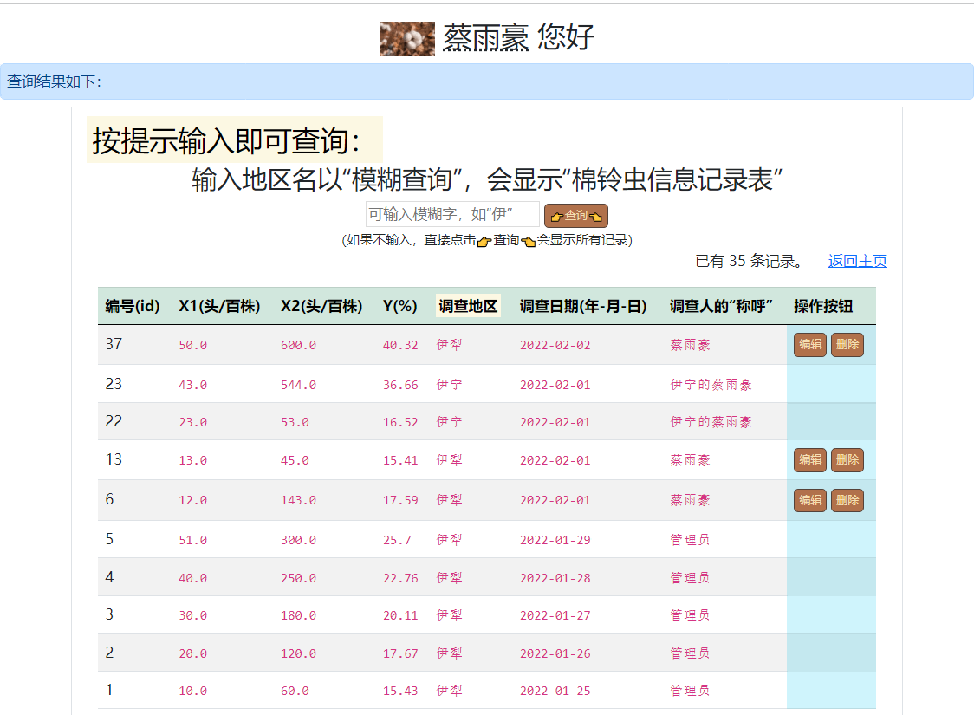 蔡雨豪 您好
查询结果如下：
按提示输入即可查询：
输入地区名以“模糊查询”，会显示“棉铃虫信息记录表”
可输入模糊字，如“伊” 👉查询👈
(如果不输入，直接点击👉查询👈会显示所有记录)
已有 35 条记录。 返回主页
编号(id) X1(头/百株) X2(头/百株) Y(%) 调查地区 调查日期(年-月-日) 调查人的“称呼” 操作按钮
37 50.0 600.0 40.32 伊犁 2022-02-02 蔡雨豪 编辑 删除
23 43.0 544.0 36.66 伊宁 2022-02-01 伊宁的蔡雨豪
22 23.0 53.0 16.52 伊宁 2022-02-01 伊宁的蔡雨豪
13 13.0 45.0 15.41 伊犁 2022-02-01 蔡雨豪 编辑 删除
6 12.0 143.0 17.59 伊犁 2022-02-01 蔡雨豪 编辑 删除
5 51.0 300.0 25.7 伊犁 2022-01-29 管理员
4 40.0 250.0 22.76 伊犁 2022-01-28 管理员
3 30.0 180.0 20.11 伊犁 2022-01-27 管理员
2 20.0 120.0 17.67 伊犁 2022-01-26 管理员
1 10.0 60.0 15.43 伊犁 2022-01-25 管理员